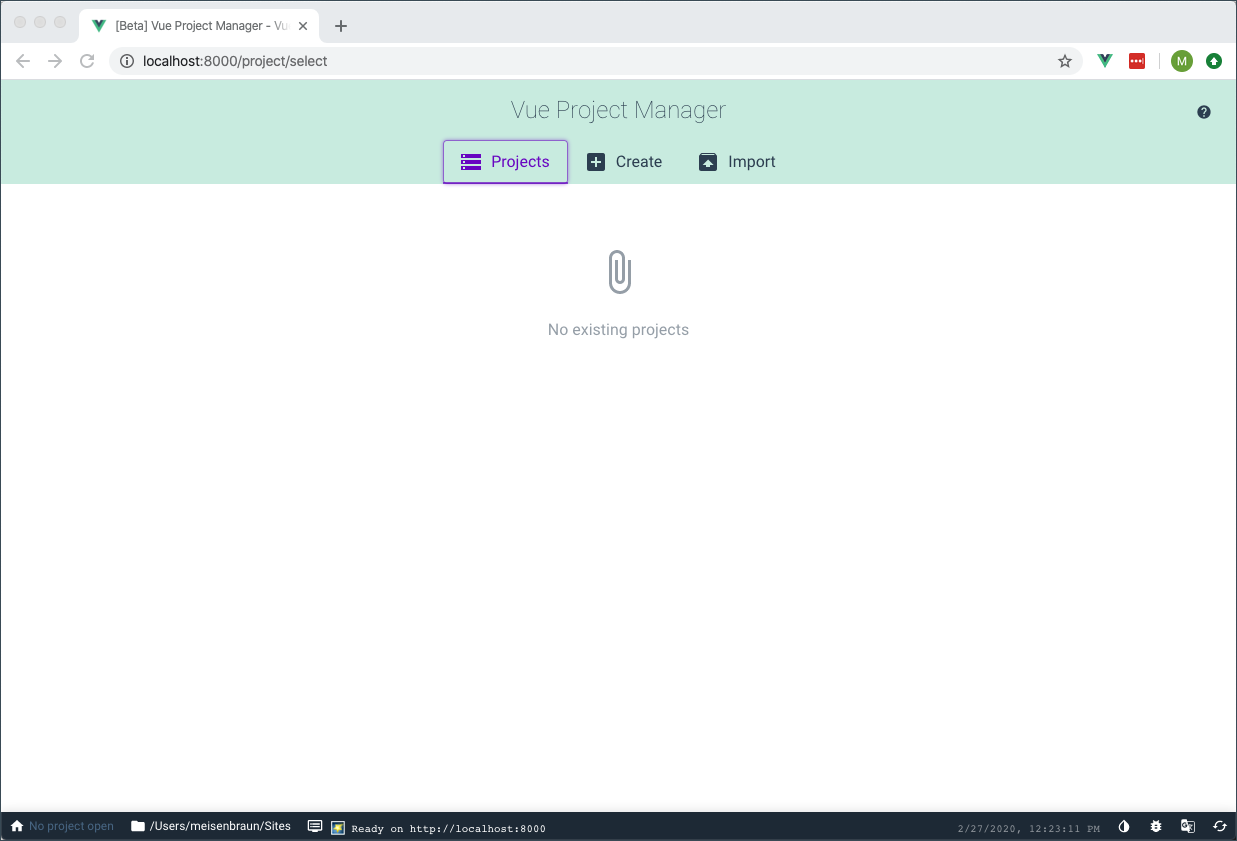 [Beta] Vue Project Manager - Vu
localhost:8000/project/select
M
Vue Project Manager
Projects
Create
Import
No existing projects
No project open
/Users/meisenbraun/Sites
Ready on http://localhost:8000
2/27/2020, 12:23:11 PM